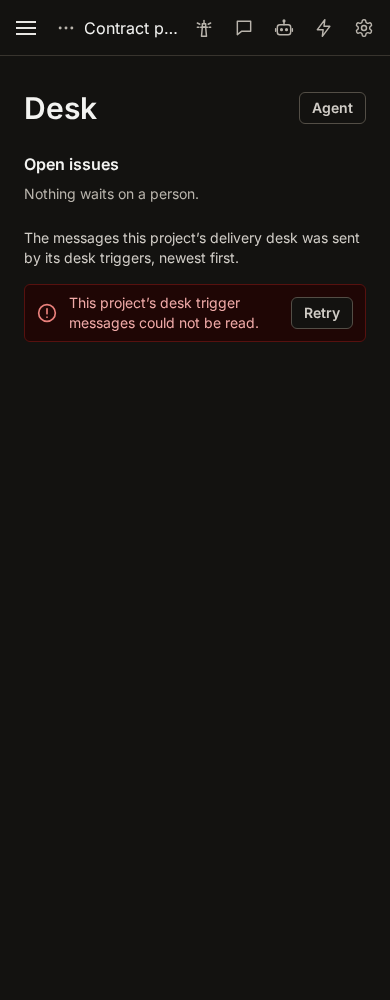 Contract p...
Desk
Agent
Open issues
Nothing waits on a person.
The messages this project's delivery desk was sent
by its desk triggers, newest first.
This project's desk trigger
messages could not be read.
Retry